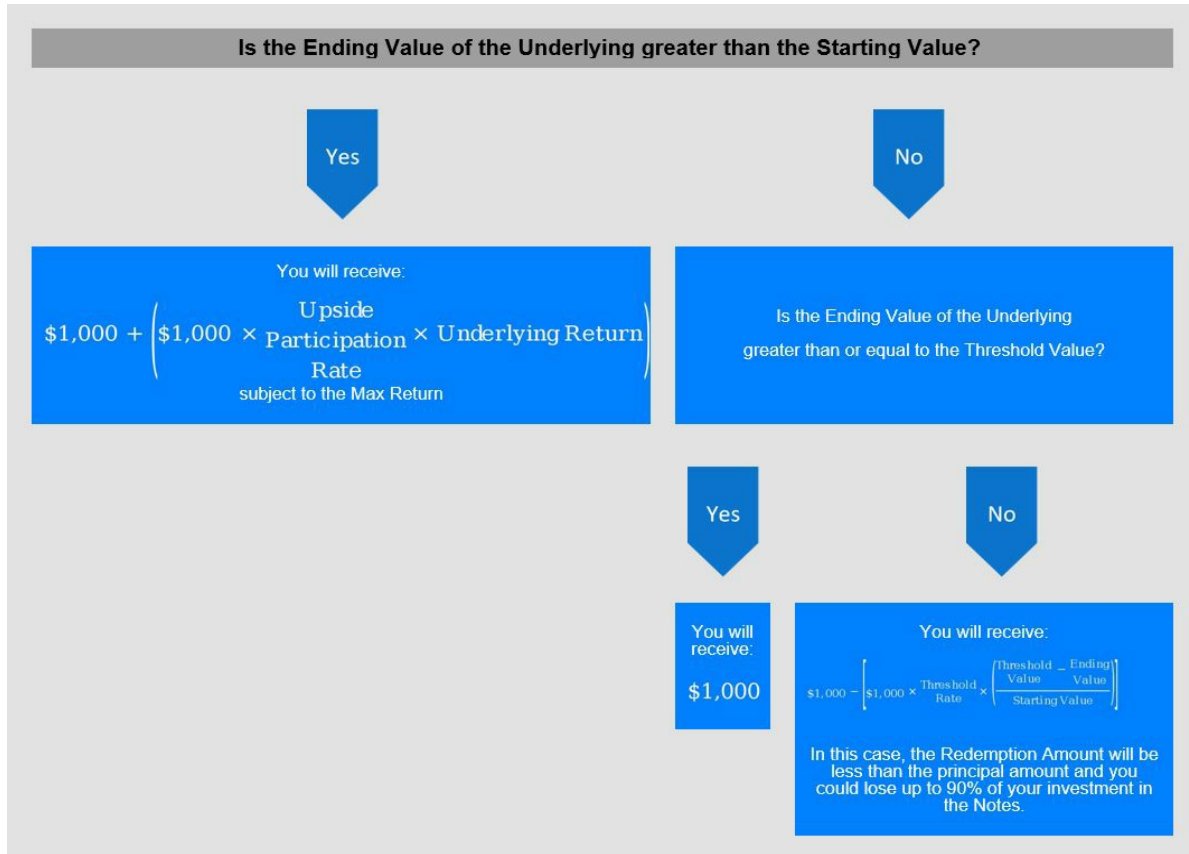 Is the Ending Value of the Underlying greater than the Starting Value?
Yes
No
You will receive:
$1,000 + ($1,000 × Upside Participation Rate × Underlying Return)
subject to the Max Return
Is the Ending Value of the Underlying
greater than or equal to the Threshold Value?
Yes
No
You will
receive:
$1,000
You will receive:
$1,000 − [$1,000 × Threshold Rate × ((Threshold Value − Ending Value) / Starting Value)]
In this case, the Redemption Amount will be
less than the principal amount and you
could lose up to 90% of your investment in
the Notes.